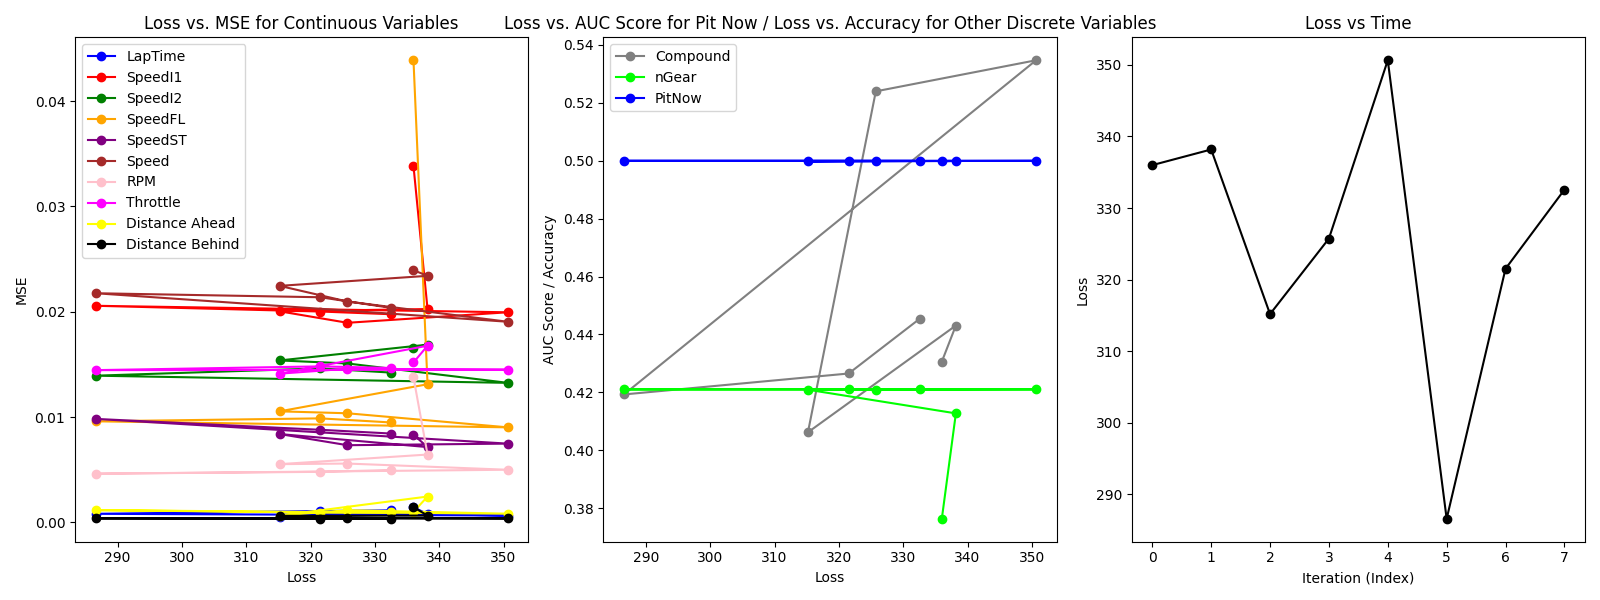 Loss vs. MSE for Continuous Variables
MSE
0.04
0.03
0.02
0.01
0.00
LapTime
SpeedI1
SpeedI2
SpeedFL
SpeedST
Speed
RPM
Throttle
Distance Ahead
Distance Behind
290 300 310 320 330 340 350
Loss
Loss vs. AUC Score for Pit Now / Loss vs. Accuracy for Other Discrete Variables
AUC Score / Accuracy
0.54
0.52
0.50
0.48
0.46
0.44
0.42
0.40
0.38
Compound
nGear
PitNow
290 300 310 320 330 340 350
Loss
Loss vs Time
Loss
350
340
330
320
310
300
290
0 1 2 3 4 5 6 7
Iteration (Index)